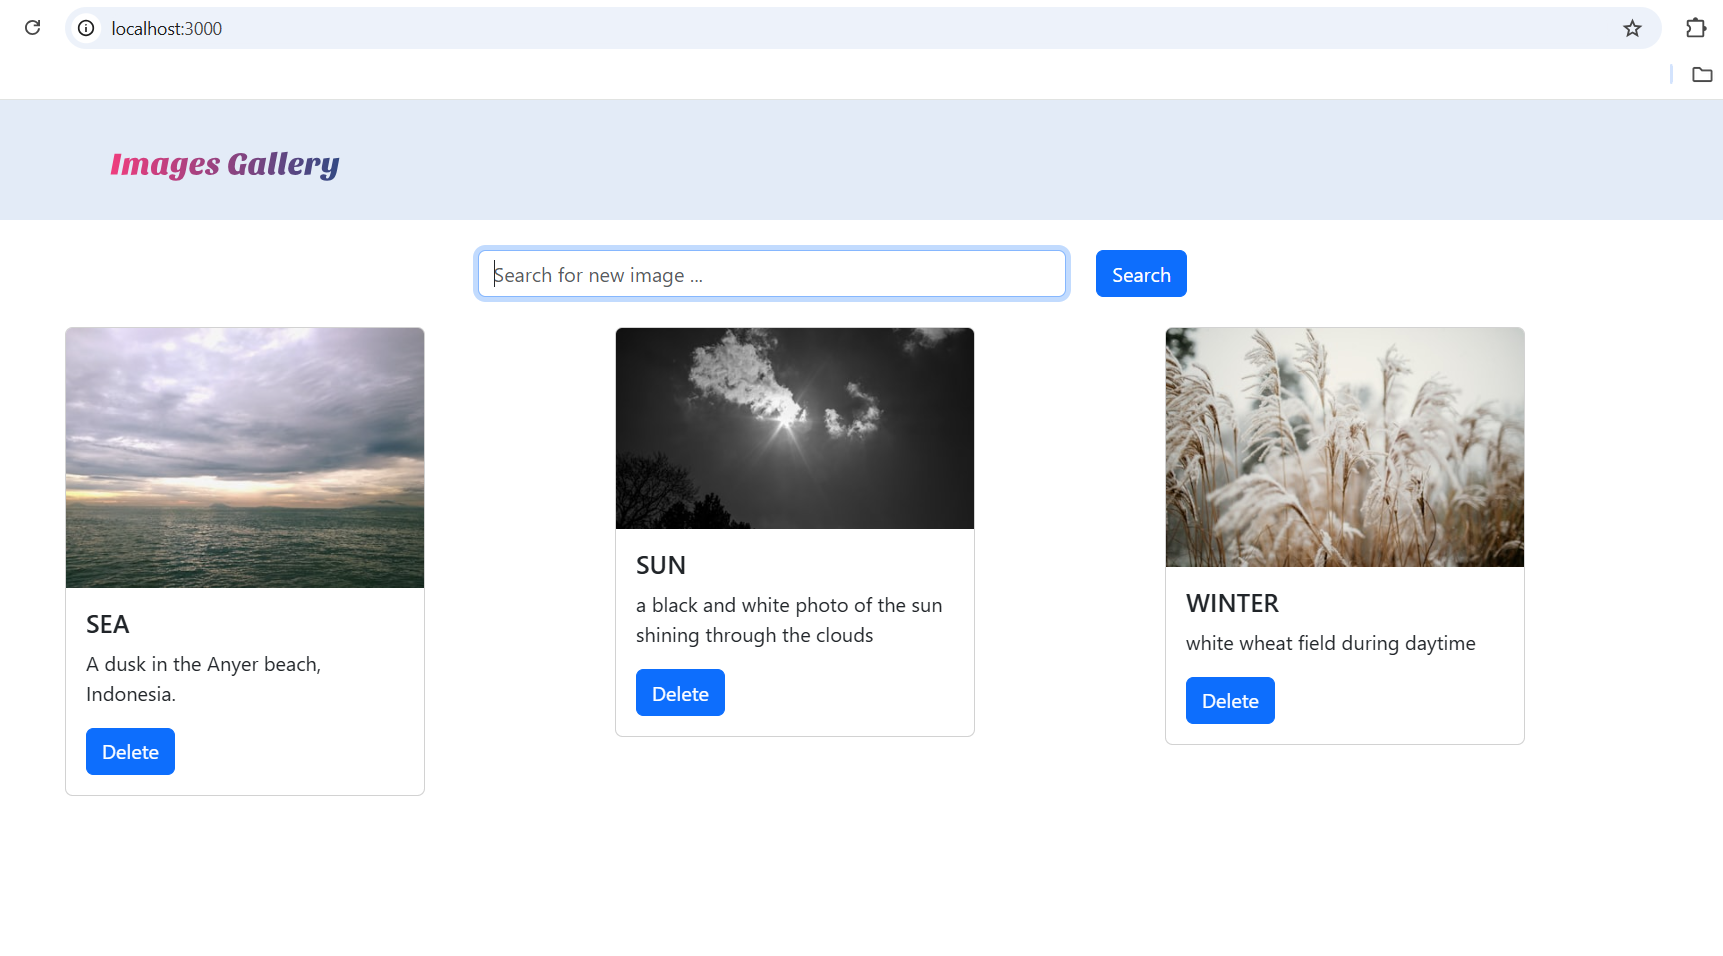 localhost:3000
Images Gallery
Search for new image ...
Search
SEA
A dusk in the Anyer beach,
Indonesia.
Delete
SUN
a black and white photo of the sun
shining through the clouds
Delete
WINTER
white wheat field during daytime
Delete